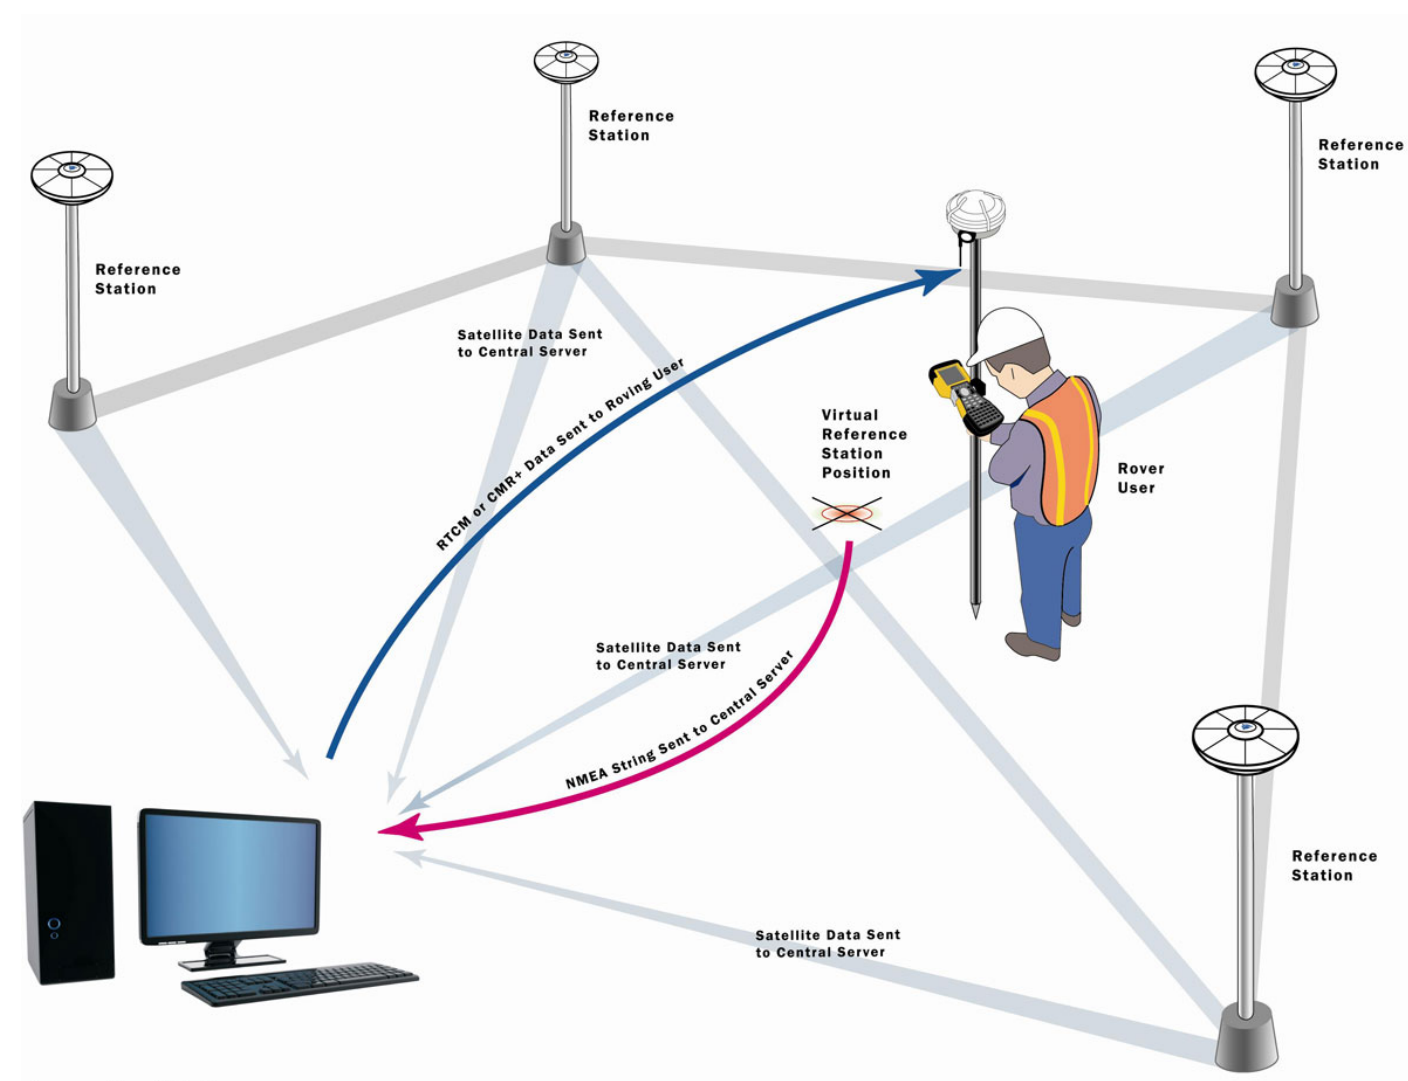 Reference
Station
Reference
Station
Reference
Station
Satellite Data Sent
to Central Server
RTCM or CMR+ Data Sent to Roving User
Virtual
Reference
Station
Position
Rover
User
Satellite Data Sent
to Central Server
NMEA String Sent to Central Server
Reference
Station
Satellite Data Sent
to Central Server